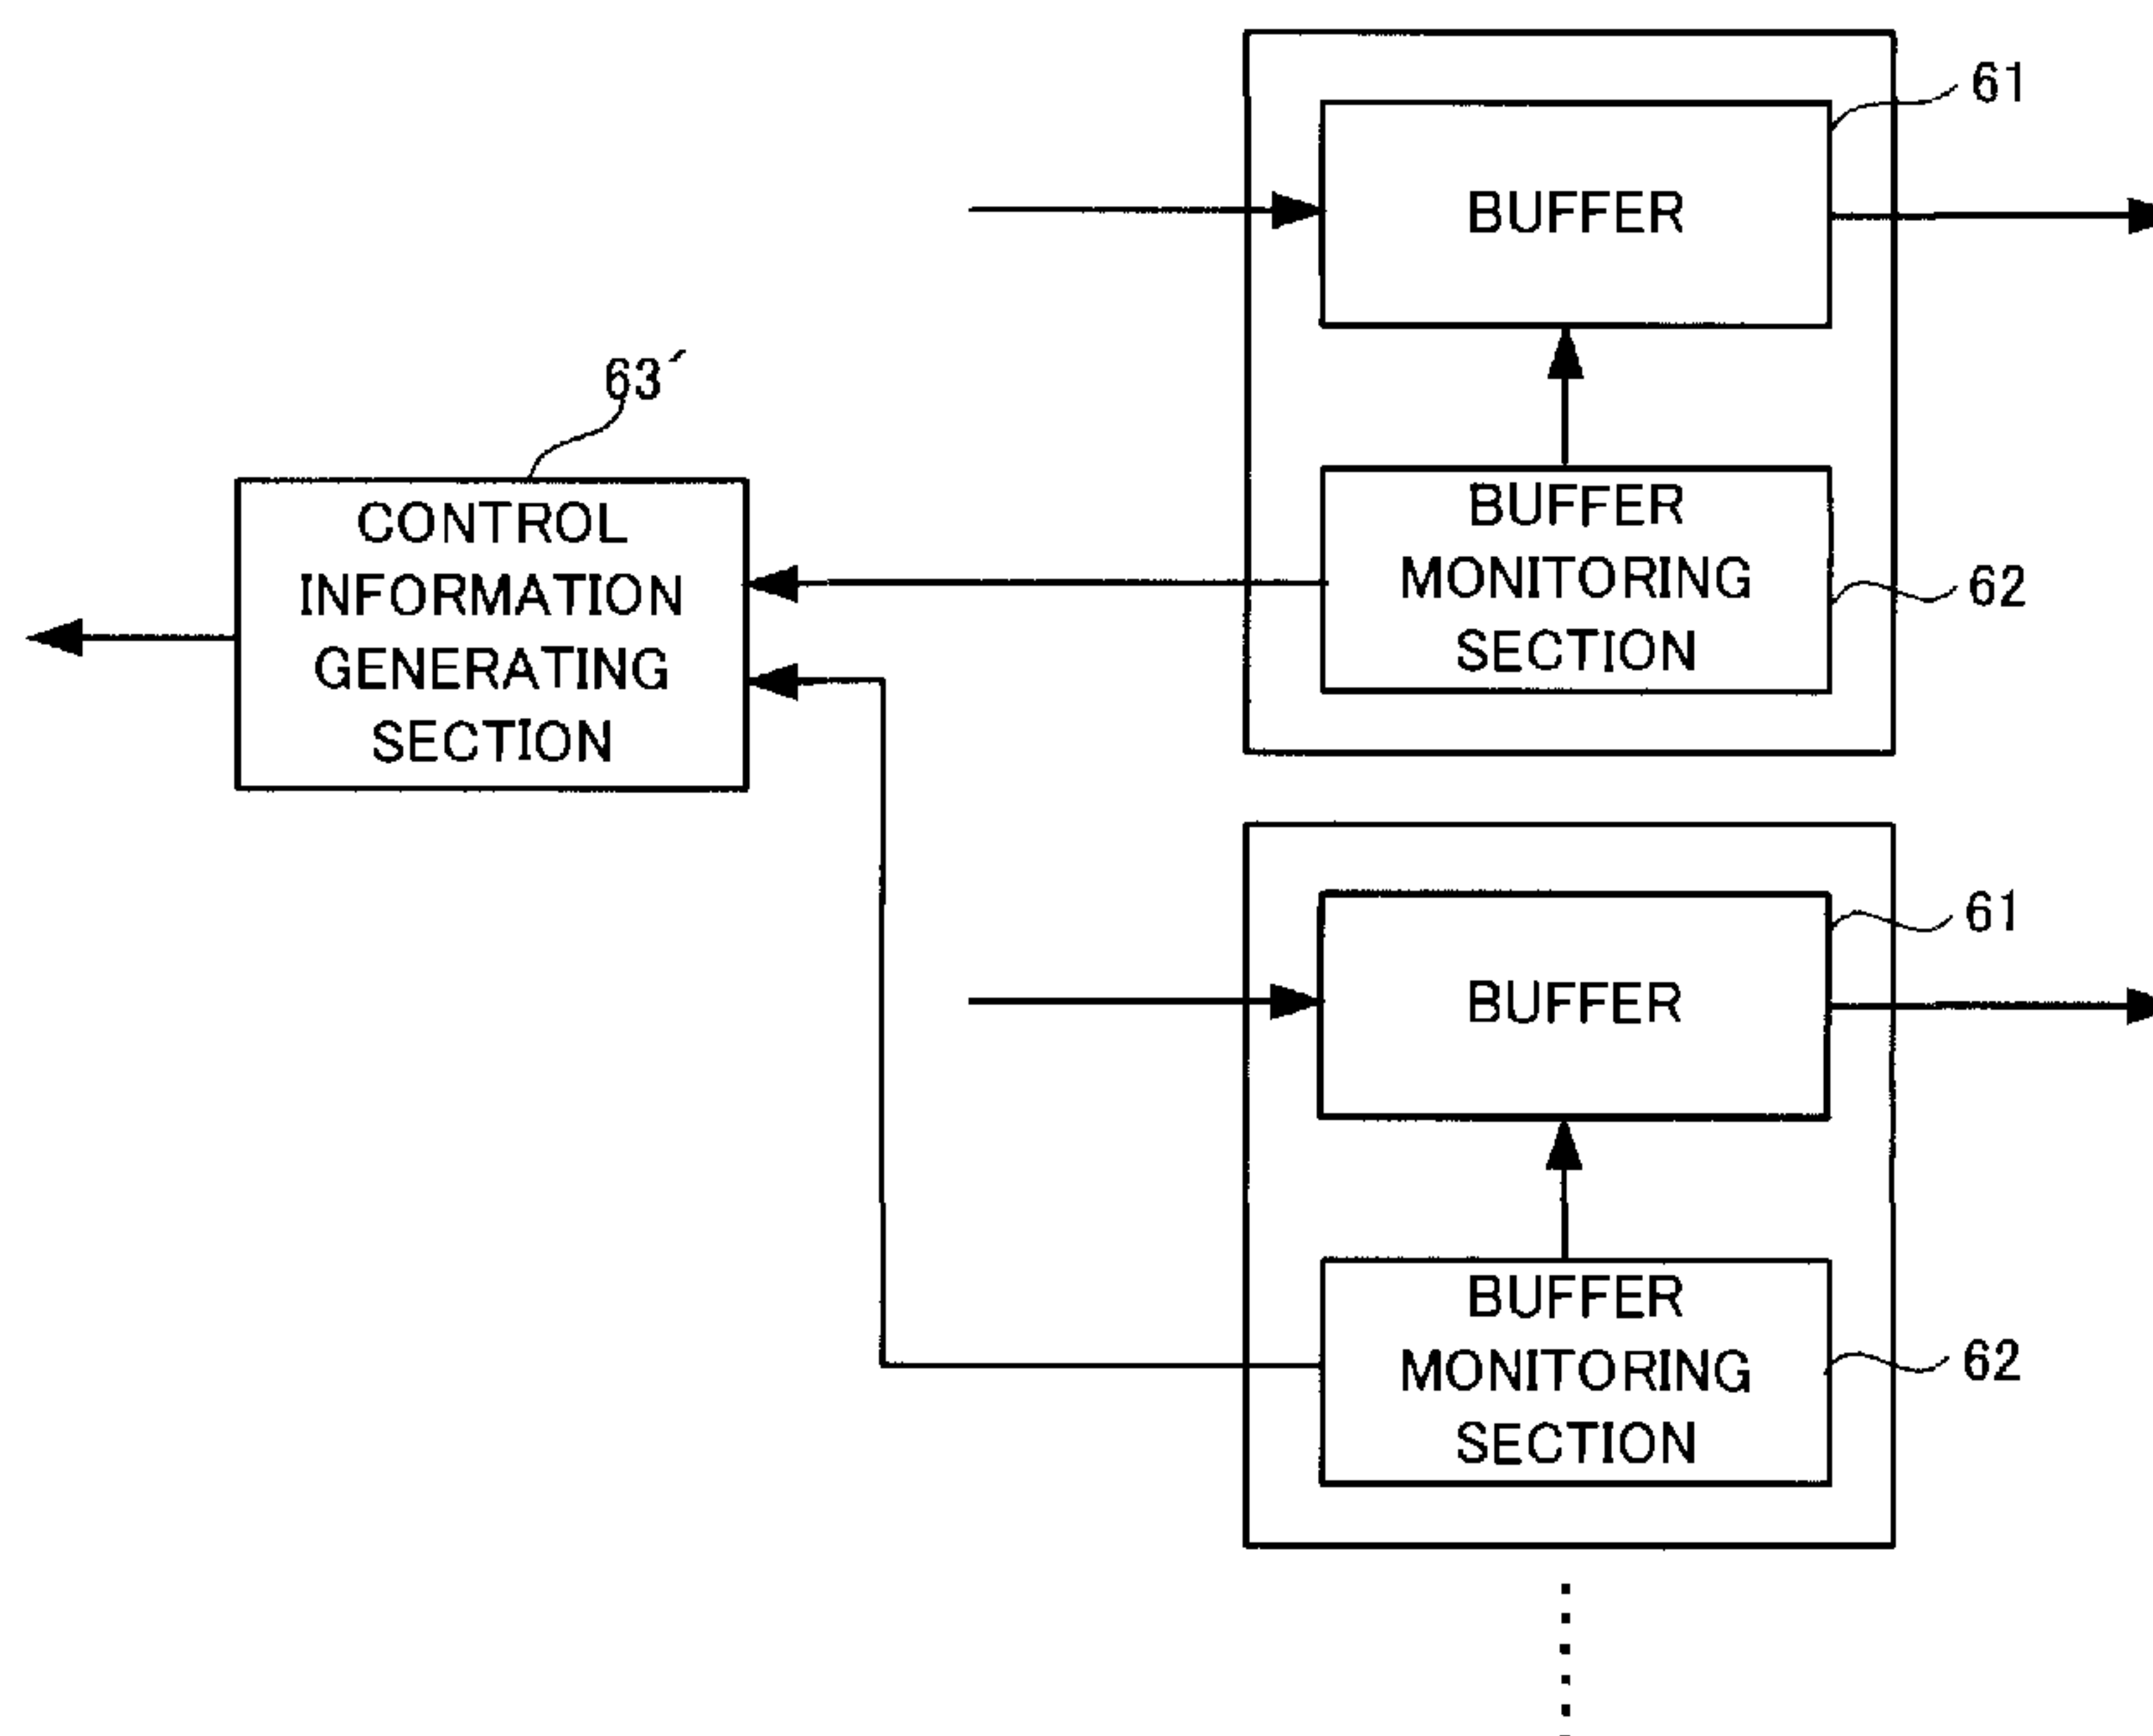 61
BUFFER
63´
CONTROL
INFORMATION
GENERATING
SECTION
BUFFER
MONITORING
SECTION
62
61
BUFFER
BUFFER
MONITORING
SECTION
62